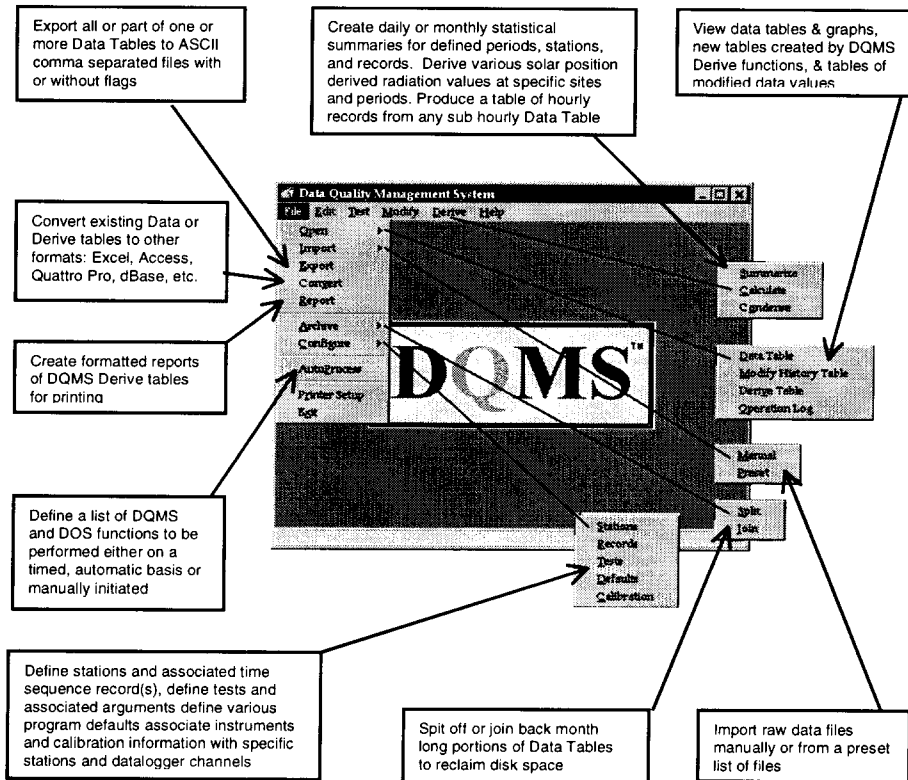 Export all or part of one or
more Data Tables to ASCII
comma separated files with
or without flags
Create daily or monthly statistical
summaries for defined periods, stations,
and records. Derive various solar position
derived radiation values at specific sites
and periods. Produce a table of hourly
records from any sub hourly Data Table
View data tables & graphs,
new tables created by DQMS
Derive functions, & tables of
modified data values
Convert existing Data or
Derive tables to other
formats: Excel, Access,
Quattro Pro, dBase, etc.
Create formatted reports
of DQMS Derive tables
for printing
Define a list of DQMS
and DOS functions to be
performed either on a
timed, automatic basis or
manually initiated
Data Quality Management System
File Edit Test Modify Derive Help
Open
Import
Export
Convert
Report
Archive
Configure
AutoProcess
Printer Setup
Exit
DQMS™
Summarize
Calculate
Condense
Data Table
Modify History Table
Derive Table
Operation Log
Manual
Preset
Split
Join
Stations
Records
Tests
Defaults
Calibration
Define stations and associated time
sequence record(s), define tests and
associated arguments define various
program defaults associate instruments
and calibration information with specific
stations and datalogger channels
Spit off or join back month
long portions of Data Tables
to reclaim disk space
Import raw data files
manually or from a preset
list of files